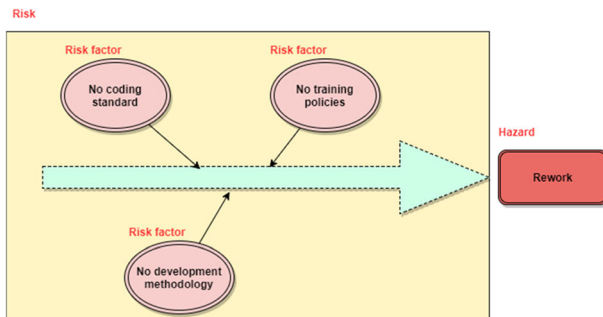 Risk
Risk factor
No coding
standard
Risk factor
No training
policies
Hazard
Rework
Risk factor
No development
methodology